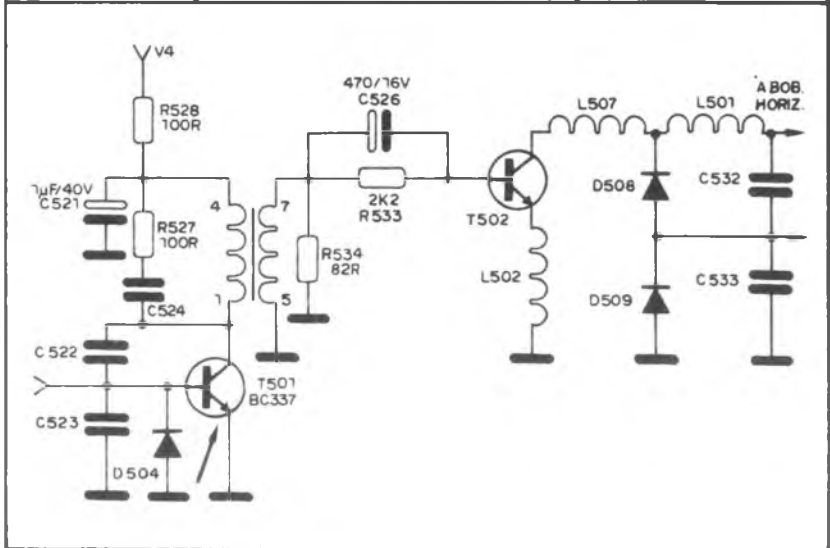 V4
R528
100R
1µF/40V
C521
R527
100R
C524
C522
C523
D504
4
1
7
5
T501
BC337
R534
82R
470/16V
C526
2K2
R533
T502
L502
L507
L501
A BOB.
HORIZ.
D508
D509
C532
C533